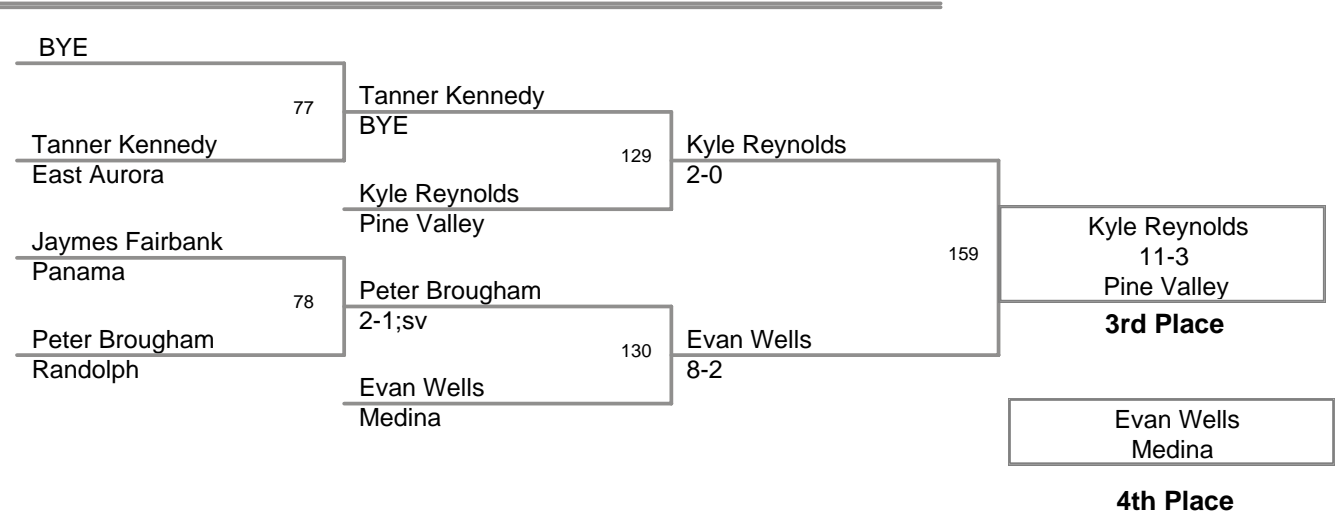 BYE
77
Tanner Kennedy
East Aurora
Jaymes Fairbank
Panama
78
Peter Brougham
Randolph
Tanner Kennedy
BYE
129
Kyle Reynolds
Pine Valley
Peter Brougham
2-1;sv
130
Evan Wells
Medina
Kyle Reynolds
2-0
159
Evan Wells
8-2
Kyle Reynolds
11-3
Pine Valley
3rd Place
Evan Wells
Medina
4th Place